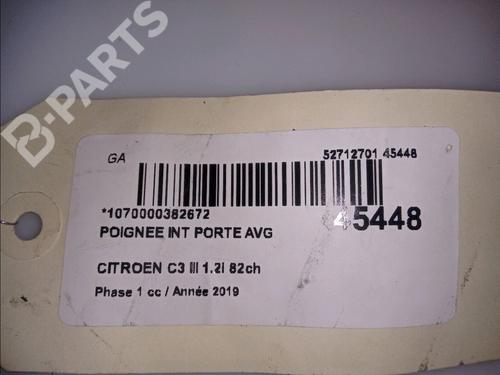 B-PARTS
GA
52712701 45448
*1070000382672
45448
POIGNEE INT PORTE AVG
CITROEN C3 III 1.2i 82ch
Phase 1 cc / Année 2019